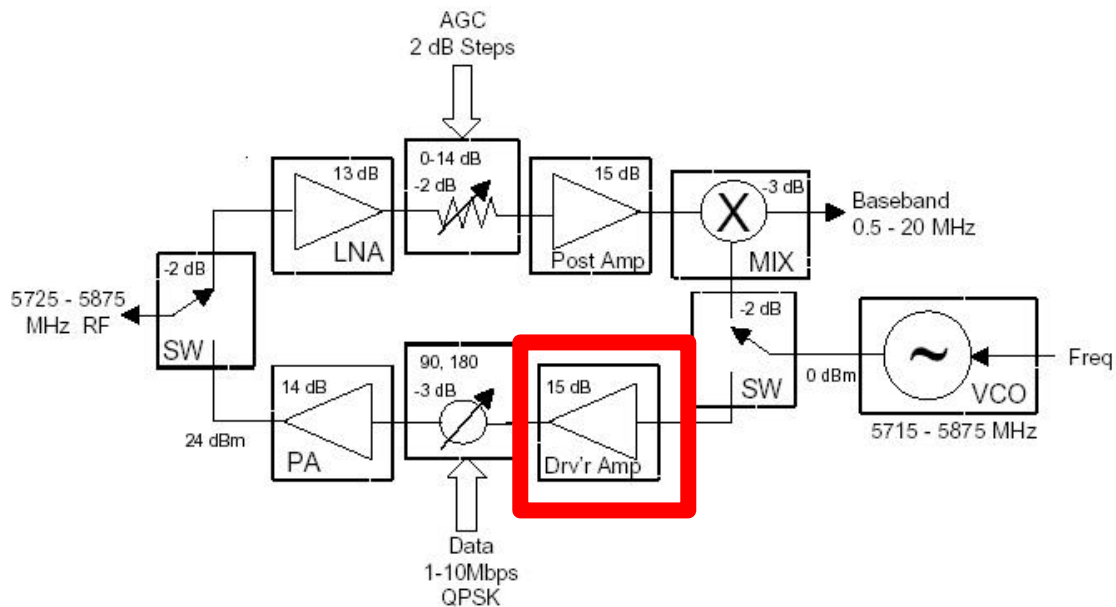 AGC
2 dB Steps
13 dB
LNA
0-14 dB
-2 dB
15 dB
Post Amp
-3 dB
X
MIX
Baseband
0.5 - 20 MHz
5725 - 5875
MHz RF
-2 dB
SW
-2 dB
SW
0 dBm
~
VCO
Freq
5715 - 5875 MHz
24 dBm
14 dB
PA
90, 180
-3 dB
15 dB
Drv'r Amp
Data
1-10Mbps
QPSK